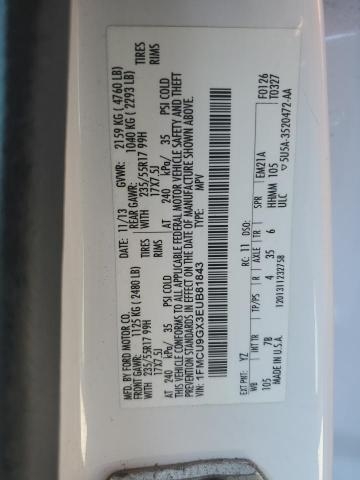 MFD. BY FORD MOTOR CO.
DATE: 11/13
GVWR: 2159 KG ( 4760 LB)
FRONT GAWR: 1125 KG ( 2480 LB)
REAR GAWR: 1040 KG ( 2293 LB)
235/55R17 99H TIRES
WITH 235/55R17 99H TIRES
17X7.5J RIMS
WITH 17X7.5J RIMS
AT 240 kPa/ 35 PSI COLD
AT 240 kPa/ 35 PSI COLD
THIS VEHICLE CONFORMS TO ALL APPLICABLE FEDERAL MOTOR VEHICLE SAFETY AND THEFT
PREVENTION STANDARDS IN EFFECT ON THE DATE OF MANUFACTURE SHOWN ABOVE.
VIN: 1FMCU9GX3EUB81843
TYPE: MPV
F0126
T0327
EXT PNT: YZ RC: 11 DSO: EM21A
WB INT TR TP/PS R AXLE TR SPR
105 7B 4 35 6 HHMM 105
ULC
MADE IN U.S.A.
1201311232758
5U5A-3520472-AA